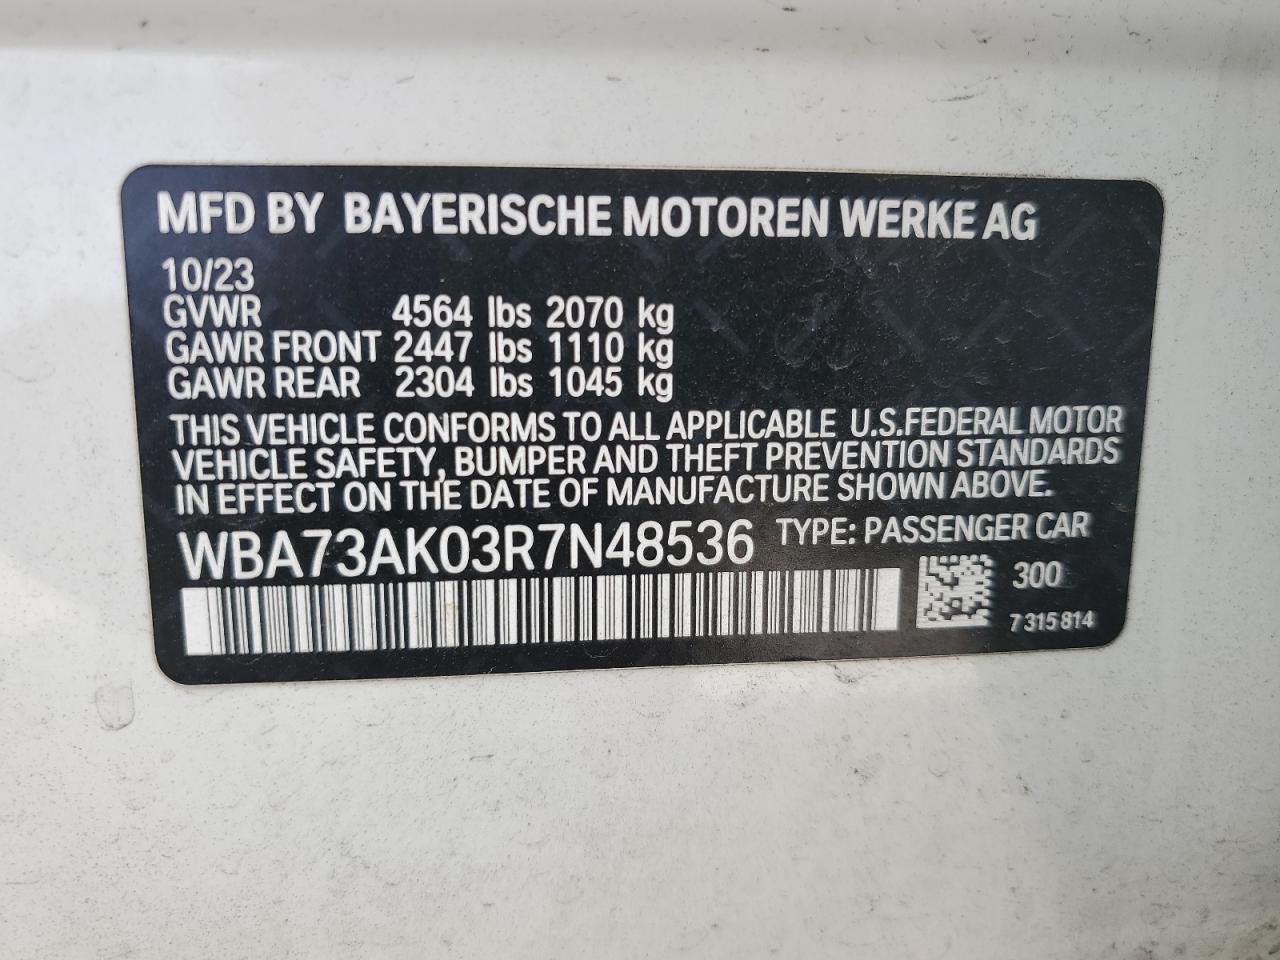 MFD BY BAYERISCHE MOTOREN WERKE AG
10/23
GVWR 4564 lbs 2070 kg
GAWR FRONT 2447 lbs 1110 kg
GAWR REAR 2304 lbs 1045 kg
THIS VEHICLE CONFORMS TO ALL APPLICABLE U.S.FEDERAL MOTOR
VEHICLE SAFETY, BUMPER AND THEFT PREVENTION STANDARDS
IN EFFECT ON THE DATE OF MANUFACTURE SHOWN ABOVE.
WBA73AK03R7N48536 TYPE: PASSENGER CAR
300
7 315 814